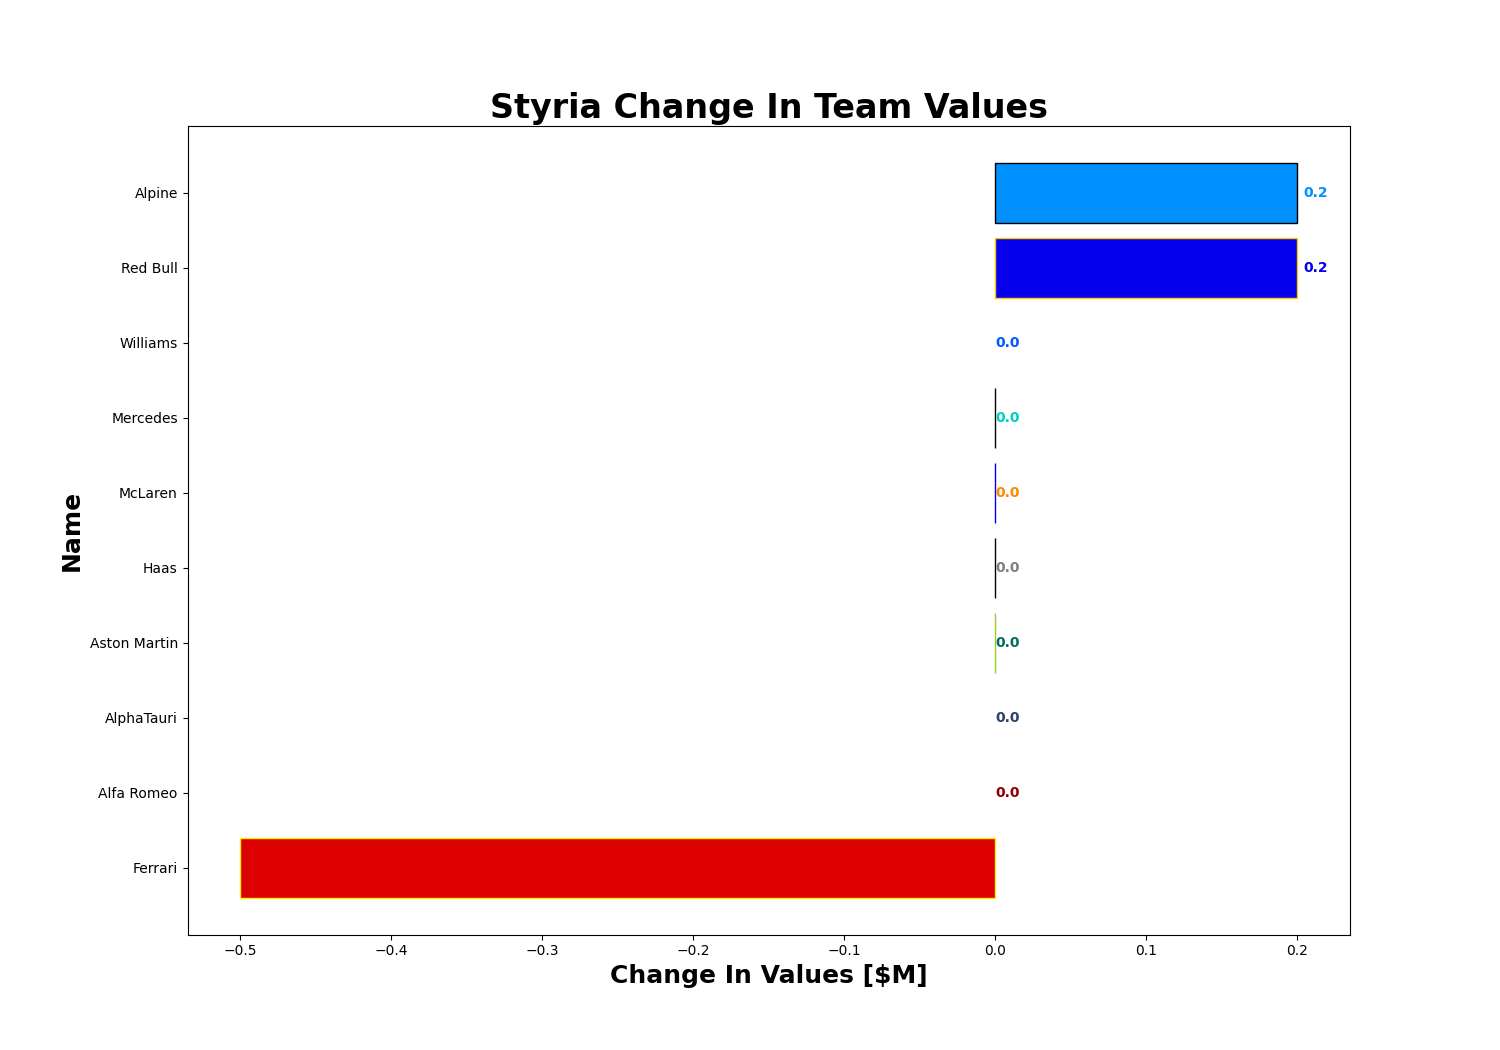 Styria Change In Team Values
Alpine 0.2
Red Bull 0.2
Williams 0.0
Mercedes 0.0
McLaren 0.0
Haas 0.0
Aston Martin 0.0
AlphaTauri 0.0
Alfa Romeo 0.0
Ferrari
Name
−0.5 −0.4 −0.3 −0.2 −0.1 0.0 0.1 0.2
Change In Values [$M]